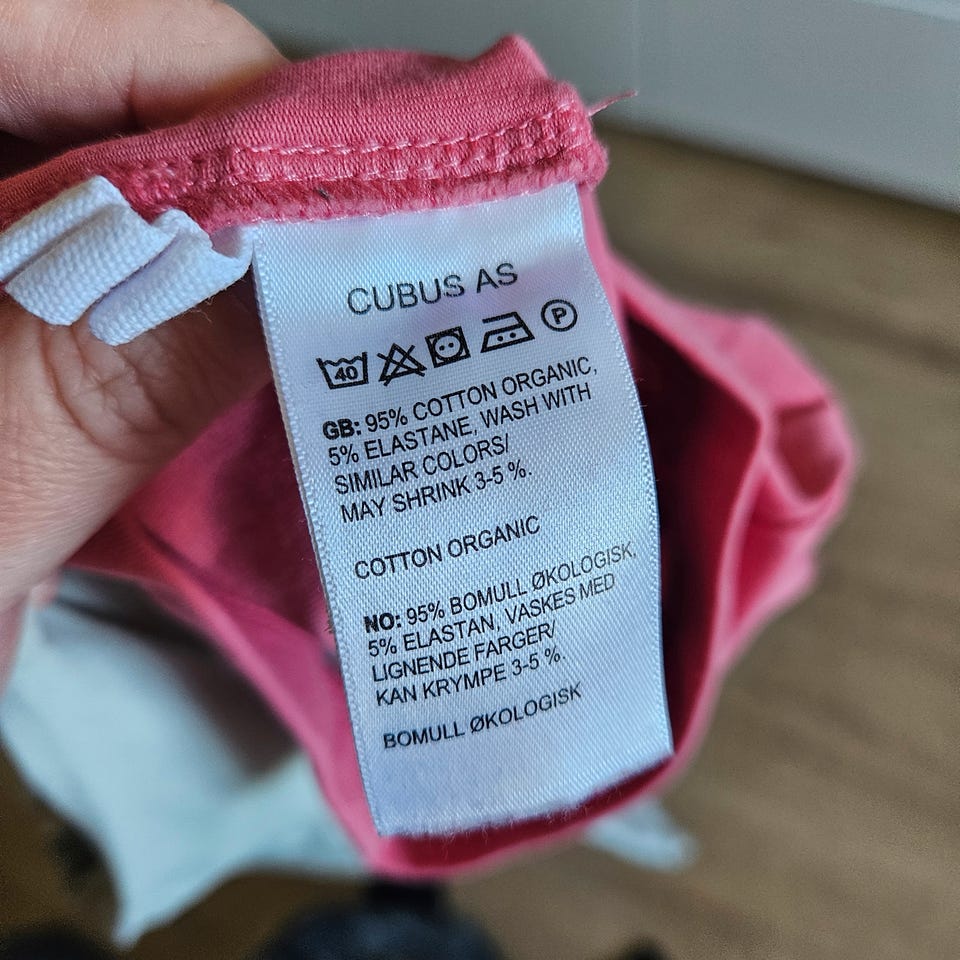 CUBUS AS
40 P
GB: 95% COTTON ORGANIC,
5% ELASTANE, WASH WITH
SIMILAR COLORS/
MAY SHRINK 3-5 %.
COTTON ORGANIC
NO: 95% BOMULL ØKOLOGISK,
5% ELASTAN, VASKES MED
LIGNENDE FARGER/
KAN KRYMPE 3-5 %.
BOMULL ØKOLOGISK